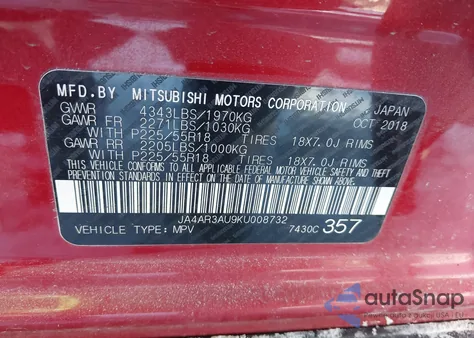 MFD.BY MITSUBISHI MOTORS CORPORATION, JAPAN
GVWR 4343LBS/1970KG OCT 2018
GAWR FR 2271LBS/1030KG
WITH P225/55R18 TIRES 18X7.0J RIMS
GAWR RR 2205LBS/1000KG
WITH P225/55R18 TIRES 18X7.0J RIMS
THIS VEHICLE CONFORMS TO ALL APPLICABLE FEDERAL MOTOR VEHICLE SAFETY, BUMPER AND THEFT
PREVENTION STANDARDS IN EFFECT ON THE DATE OF MANUFACTURE SHOWN ABOVE.
JA4AR3AU9KU008732
VEHICLE TYPE: MPV 7430C 357
autoSnap